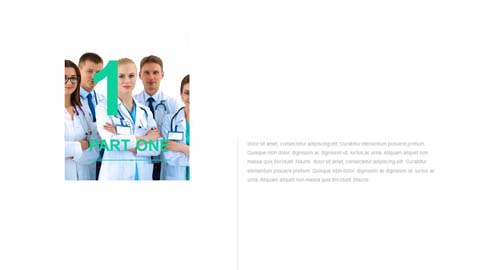 1
PART ONE
dolor sit amet, consectetur adipiscing elit. Curabitur elementum posuere pretium.
Quisque nibh dolor, dignissim ac dignissim ut, luctus ac urna. Aliquam aliquet non
massa quis tincidunt. Mauris dolor sit amet, consectetur adipiscing elit. Curabitur
elementum posuere pretium. Quisque nibh dolor, dignissim ac dignissim ut, luctus ac
urna. Aliquam aliquet non massa quis tincidunt. Mauris